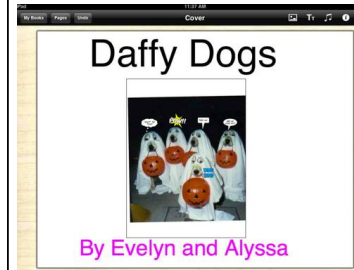 iPad
11:37 AM
My Books
Pages
Undo
Cover
Daffy Dogs
By Evelyn and Alyssa